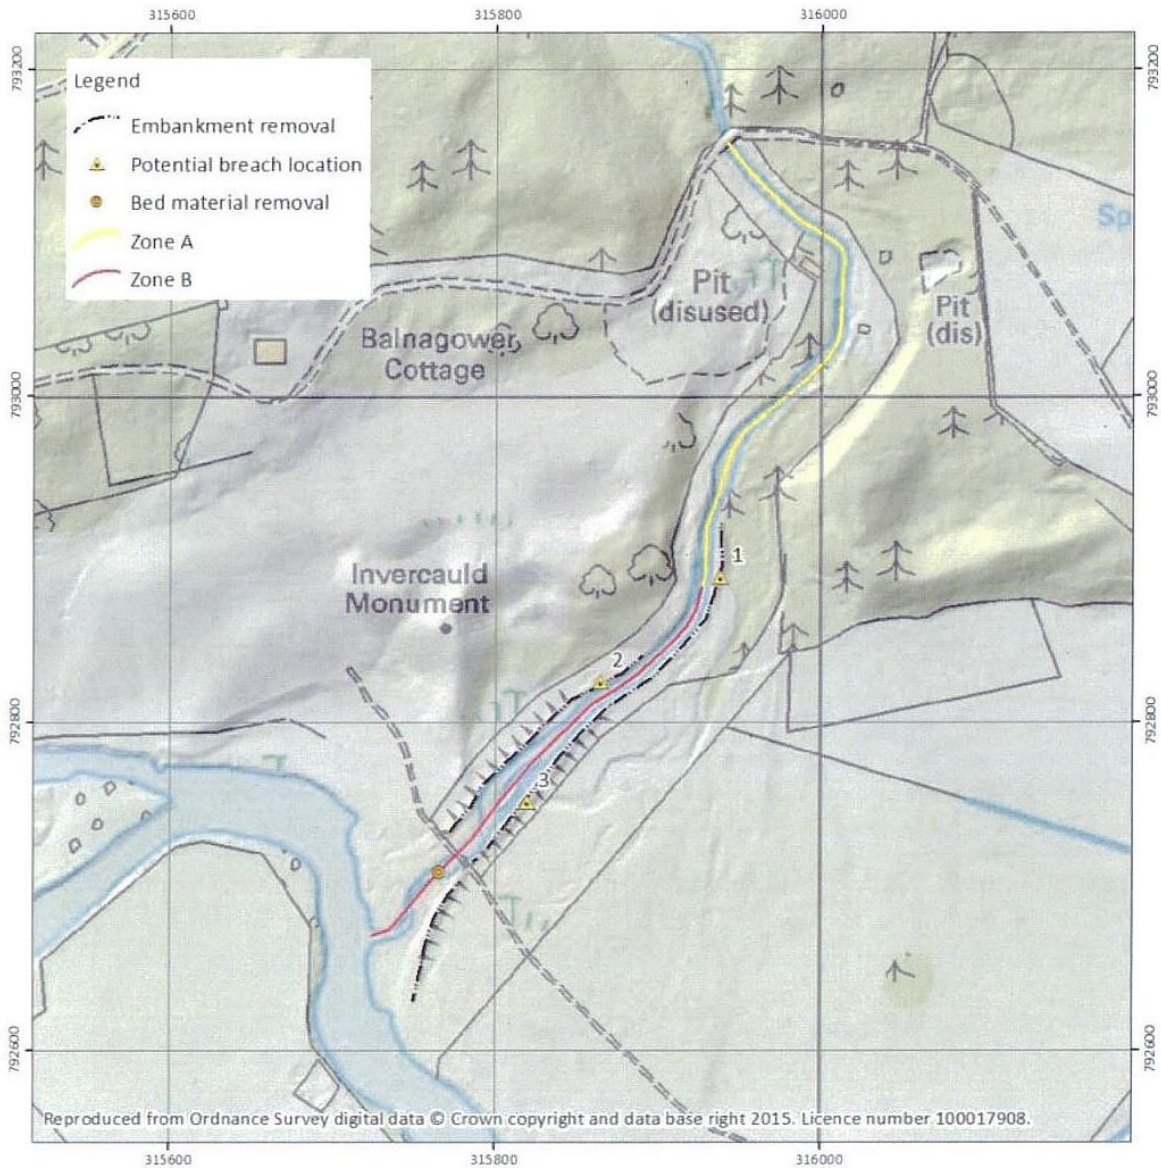 315600
315800
316000
793200
793200
Legend
Embankment removal
Potential breach location
Bed material removal
Zone A
Zone B
Sp
Pit
(disused)
Pit
(dis)
Balnagower
Cottage
793000
793000
1
Invercauld
Monument
2
792800
792800
3
792600
792600
Reproduced from Ordnance Survey digital data © Crown copyright and data base right 2015. Licence number 100017908.
315600
315800
316000